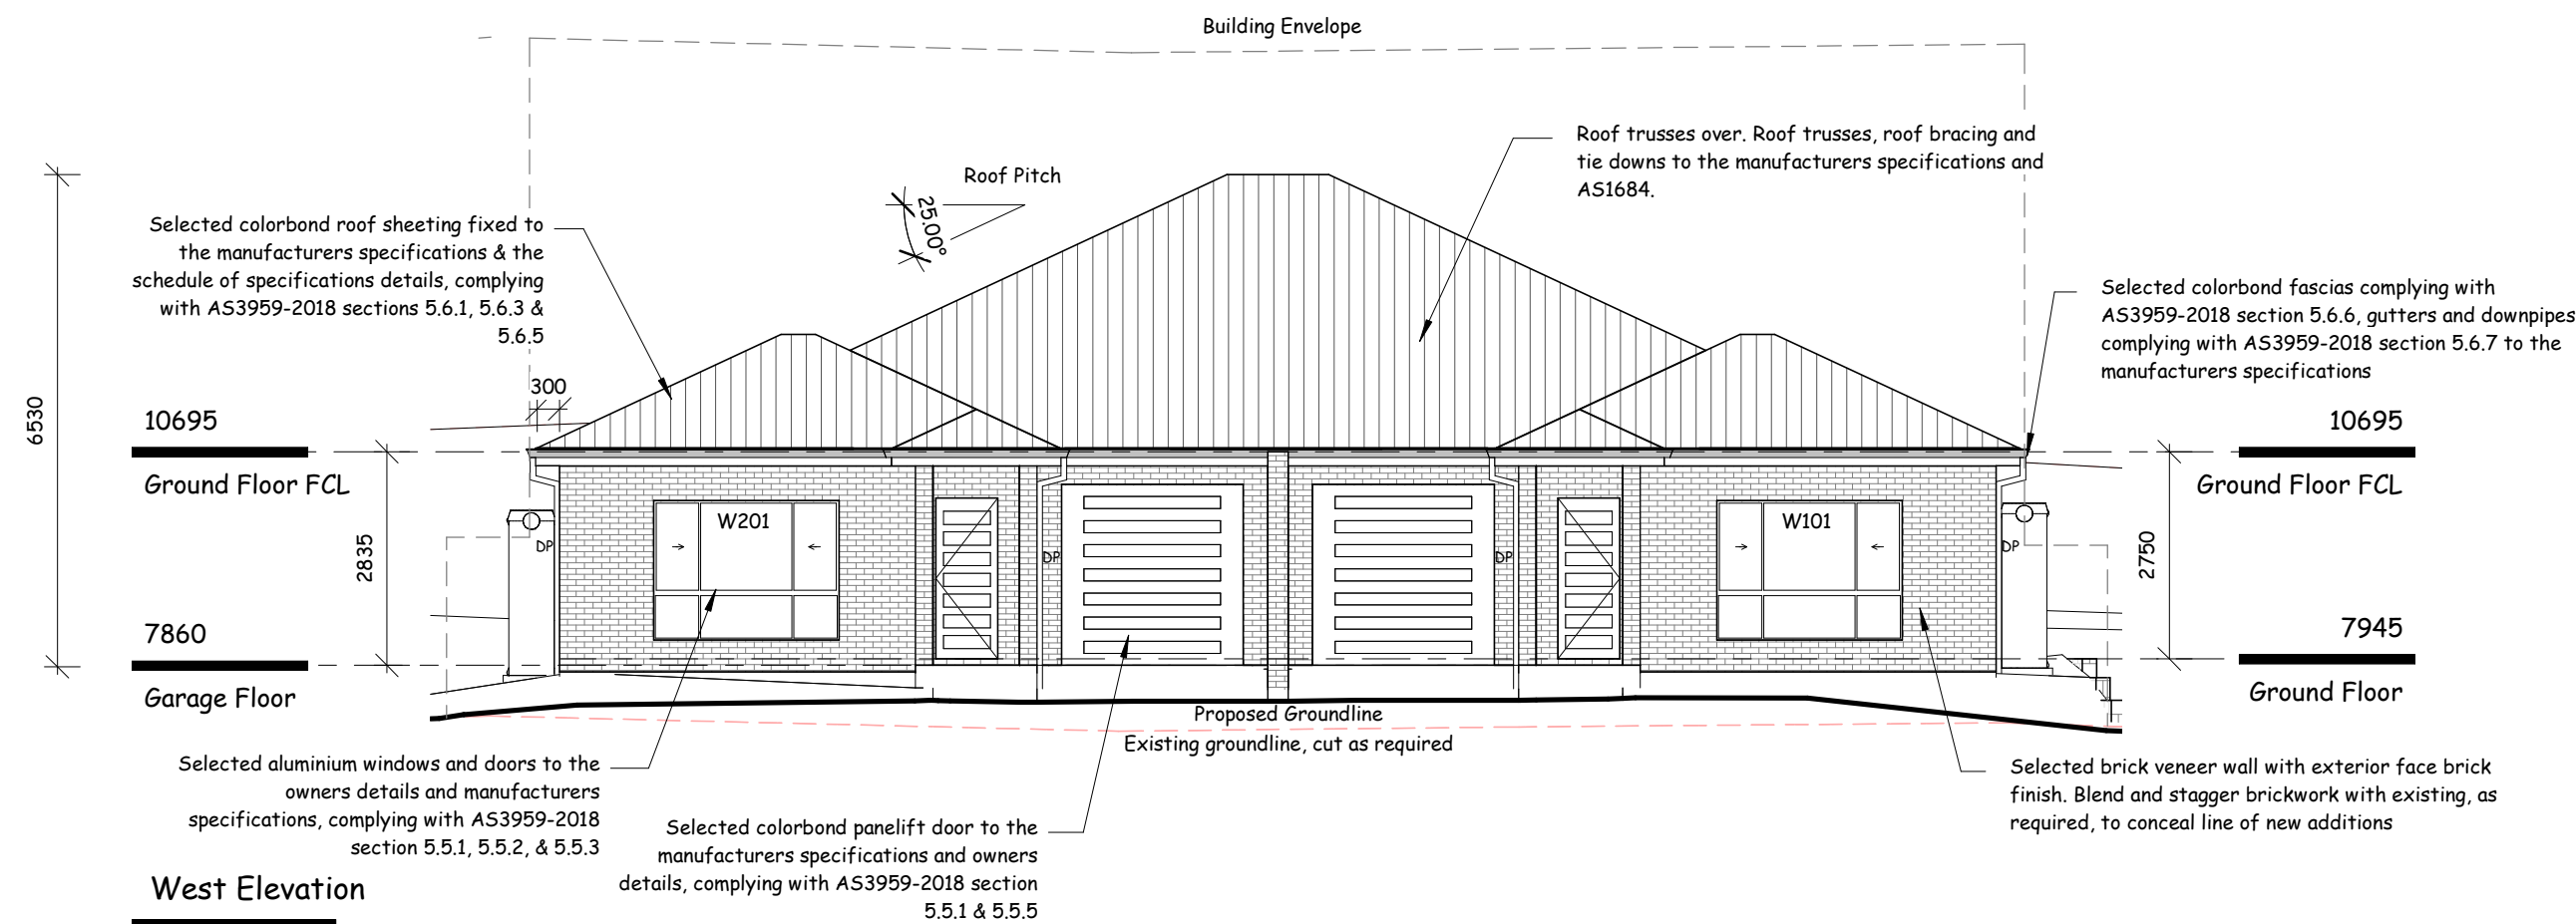 Building Envelope
Roof trusses over. Roof trusses, roof bracing and
tie downs to the manufacturers specifications and
AS1684.
Roof Pitch
25.00°
Selected colorbond roof sheeting fixed to
the manufacturers specifications & the
schedule of specifications details, complying
with AS3959-2018 sections 5.6.1, 5.6.3 &
5.6.5
Selected colorbond fascias complying with
AS3959-2018 section 5.6.6, gutters and downpipes
complying with AS3959-2018 section 5.6.7 to the
manufacturers specifications
300
6530
10695
Ground Floor FCL
10695
Ground Floor FCL
W201
W101
DP
DP
DP
DP
2835
2750
7860
Garage Floor
7945
Ground Floor
Proposed Groundline
Existing groundline, cut as required
Selected aluminium windows and doors to the
owners details and manufacturers
specifications, complying with AS3959-2018
section 5.5.1, 5.5.2, & 5.5.3
Selected colorbond panelift door to the
manufacturers specifications and owners
details, complying with AS3959-2018 section
5.5.1 & 5.5.5
Selected brick veneer wall with exterior face brick
finish. Blend and stagger brickwork with existing, as
required, to conceal line of new additions
West Elevation